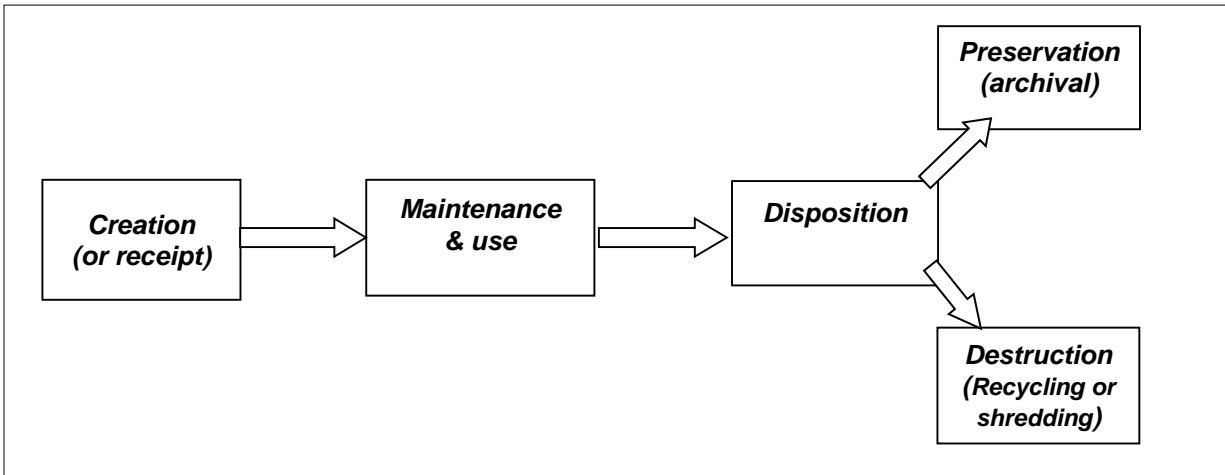 Creation
(or receipt)
Maintenance
& use
Disposition
Preservation
(archival)
Destruction
(Recycling or
shredding)